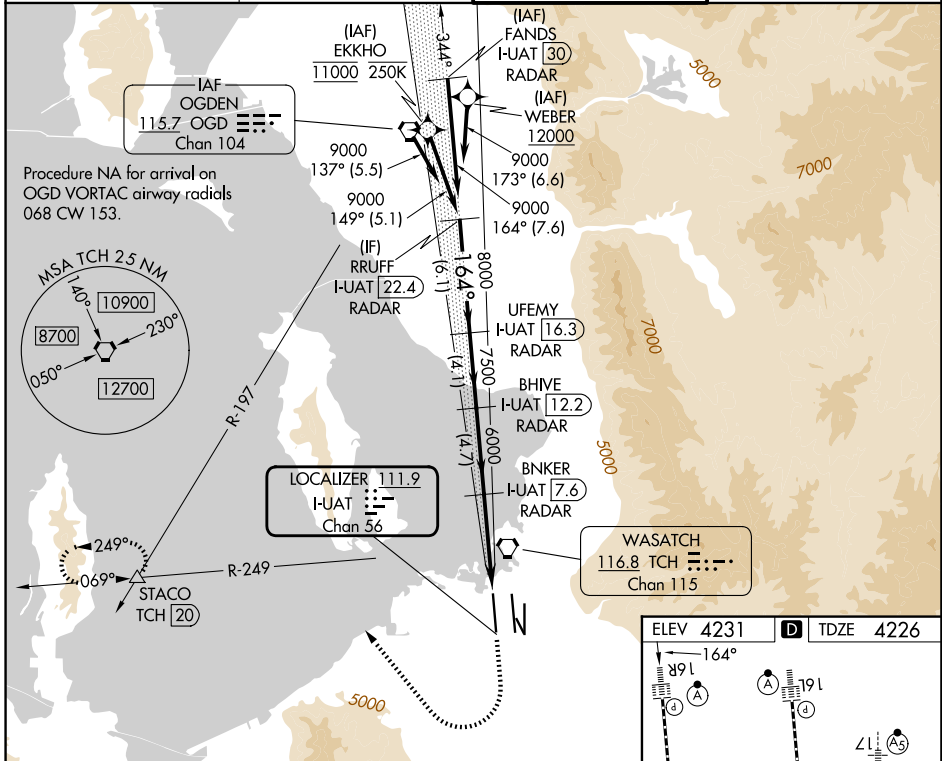 (IAF)
EKKHO
11000 250K
344°
(IAF)
FANDS
I-UAT 30
RADAR
(IAF)
WEBER
12000
5000
7000
IAF
OGDEN
115.7 OGD
Chan 104
Procedure NA for arrival on
OGD VORTAC airway radials
068 CW 153.
9000
137° (5.5)
9000
149° (5.1)
9000
173° (6.6)
9000
164° (7.6)
(IF)
RRUFF
I-UAT 22.4
RADAR
164°
(6.1)
8000
MSA TCH 25 NM
140°
10900
8700
230°
050°
12700
UFEMY
I-UAT 16.3
RADAR
7000
(4.1)
7500
R-197
BHIVE
I-UAT 12.2
RADAR
(4.7)
6000
5000
LOCALIZER 111.9
I-UAT
Chan 56
BNKER
I-UAT 7.6
RADAR
WASATCH
116.8 TCH
Chan 115
249°
069°
R-249
STACO
TCH 20
5000
ELEV 4231 D TDZE 4226
164°
16R
A
P
A
16L
P
17
A5